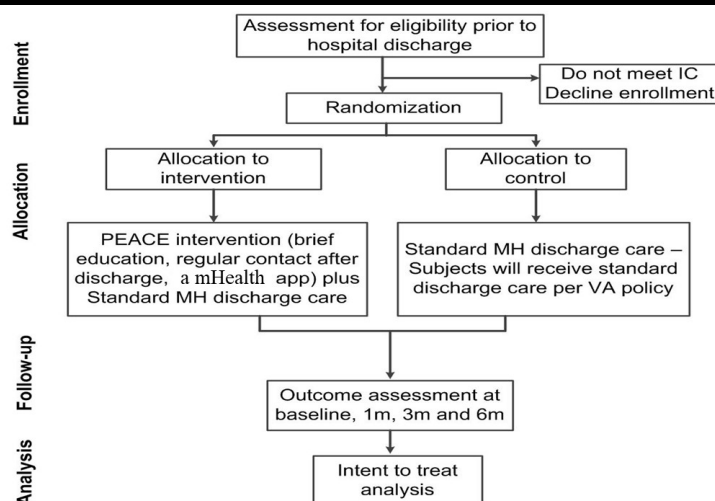 Assessment for eligibility prior to
hospital discharge
Enrollment
Do not meet IC
Decline enrollment
Randomization
Allocation
Allocation to
intervention
Allocation to
control
PEACE intervention (brief
education, regular contact after
discharge, a mHealth app) plus
Standard MH discharge care
Standard MH discharge care –
Subjects will receive standard
discharge care per VA policy
Follow-up
Outcome assessment at
baseline, 1m, 3m and 6m
Analysis
Intent to treat
analysis